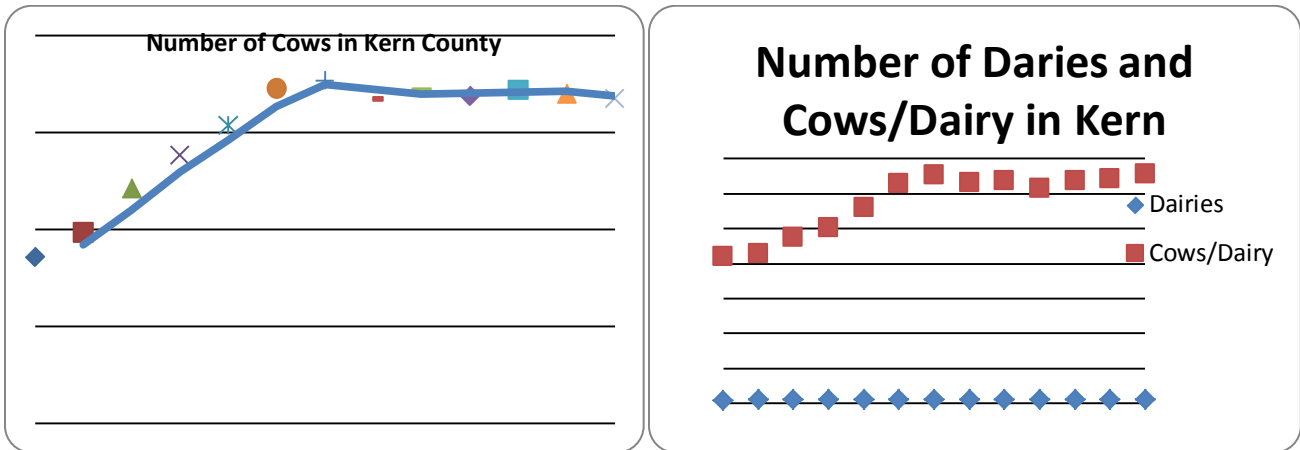 Number of Cows in Kern County
Number of Daries and
Cows/Dairy in Kern
Dairies
Cows/Dairy